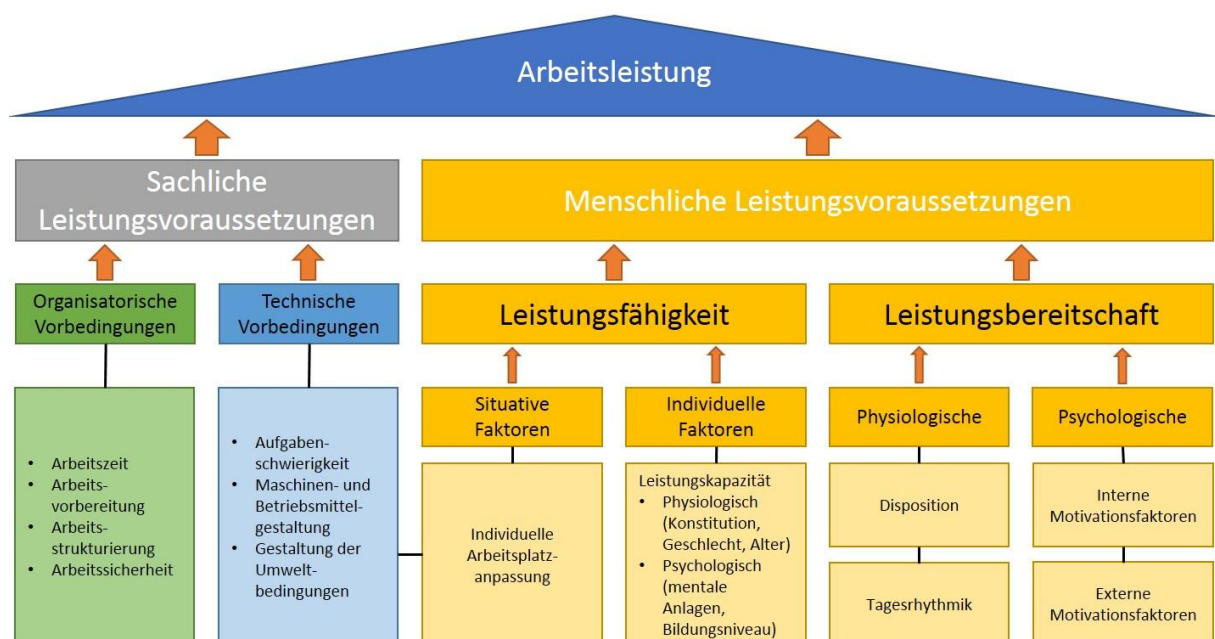 Arbeitsleistung
Sachliche
Leistungsvoraussetzungen
Menschliche Leistungsvoraussetzungen
Organisatorische
Vorbedingungen
Technische
Vorbedingungen
Leistungsfähigkeit
Leistungsbereitschaft
• Arbeitszeit
• Arbeits-
vorbereitung
• Arbeits-
strukturierung
• Arbeitssicherheit
• Aufgaben-
schwierigkeit
• Maschinen- und
Betriebsmittel-
gestaltung
• Gestaltung der
Umwelt-
bedingungen
Situative
Faktoren
Individuelle
Arbeitsplatz-
anpassung
Individuelle
Faktoren
Leistungskapazität
• Physiologisch
(Konstitution,
Geschlecht, Alter)
• Psychologisch
(mentale
Anlagen,
Bildungsniveau)
Physiologische
Disposition
Tagesrhythmik
Psychologische
Interne
Motivationsfaktoren
Externe
Motivationsfaktoren